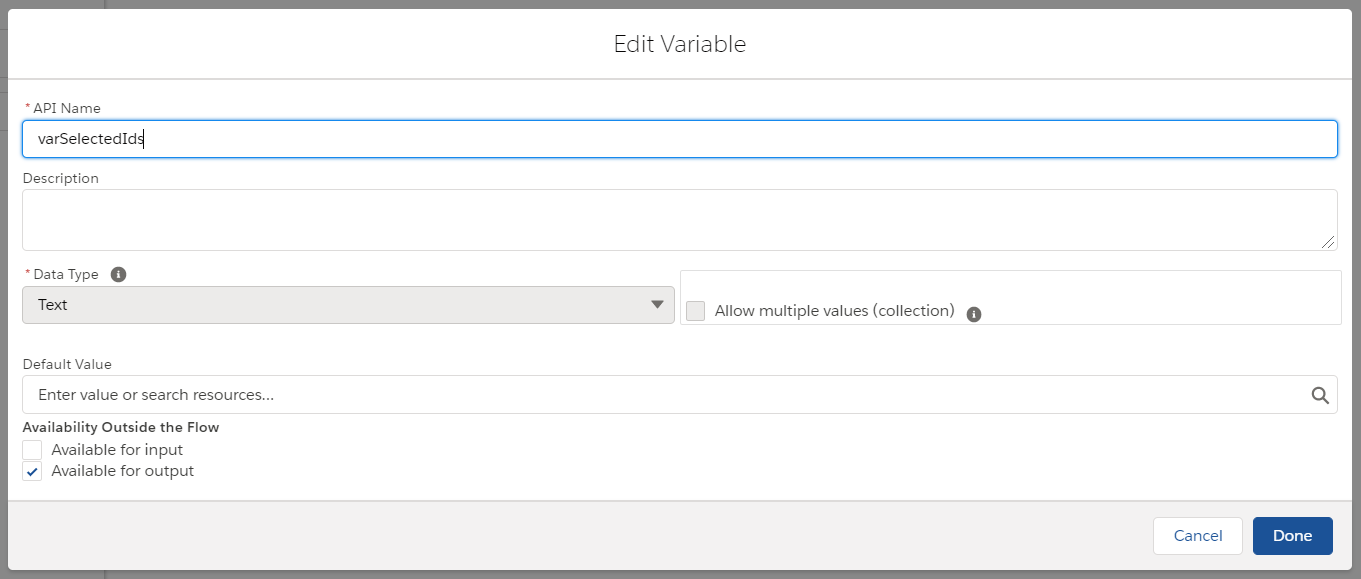 Edit Variable
* API Name
varSelectedIds
Description
* Data Type
Text
Allow multiple values (collection)
Default Value
Enter value or search resources...
Availability Outside the Flow
Available for input
Available for output
Cancel
Done